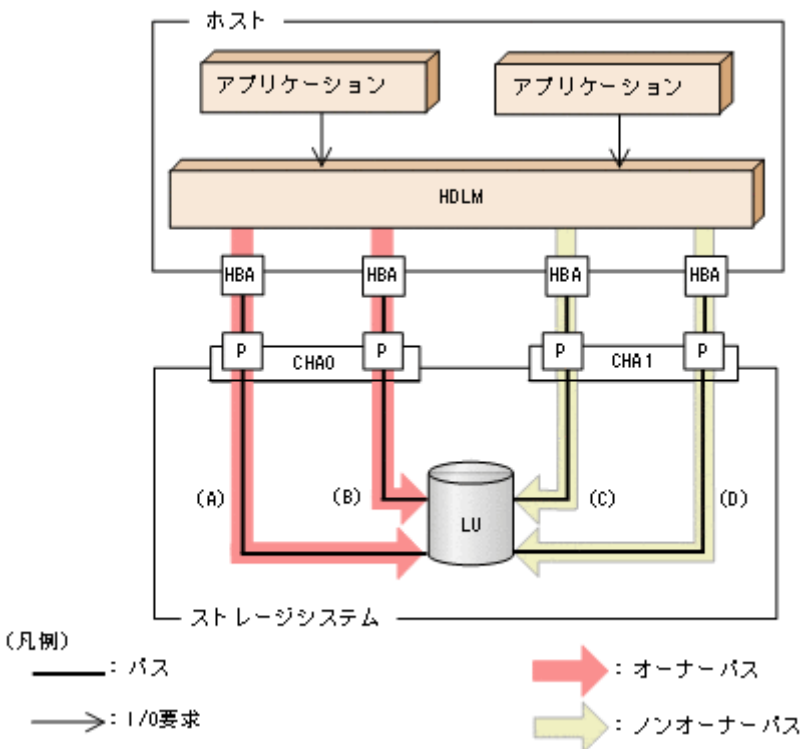 ホスト
アプリケーション
アプリケーション
HDLM
HBA
HBA
HBA
HBA
P
CHA0
P
P
CHA1
P
(A)
(B)
LU
(C)
(D)
ストレージシステム
(凡例)
：パス
：オーナーパス
：I/O要求
：ノンオーナーパス